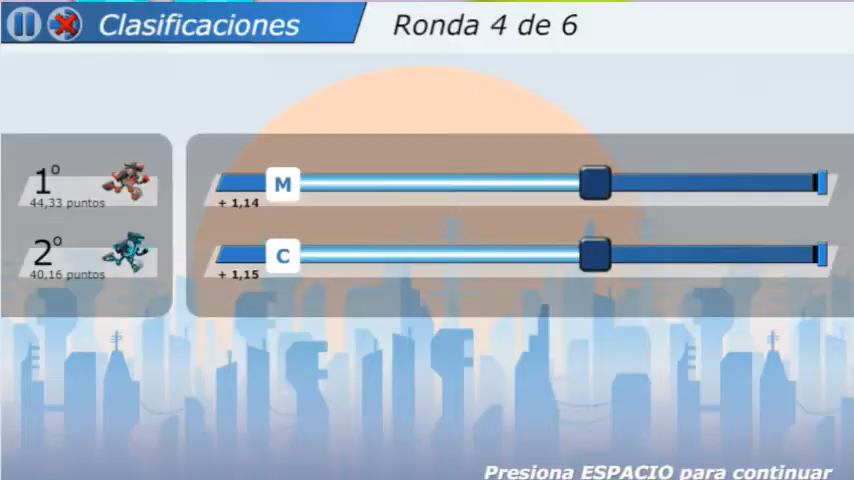 Clasificaciones
Ronda 4 de 6
1º
44,33 puntos
M
+ 1,14
2º
40,16 puntos
C
+ 1,15
Presiona ESPACIO para continuar